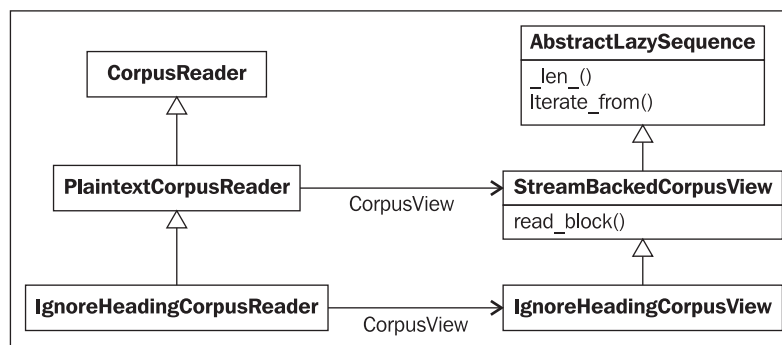 AbstractLazySequence
_len_()
Iterate_from()
CorpusReader
PlaintextCorpusReader
CorpusView
StreamBackedCorpusView
read_block()
IgnoreHeadingCorpusReader
CorpusView
IgnoreHeadingCorpusView